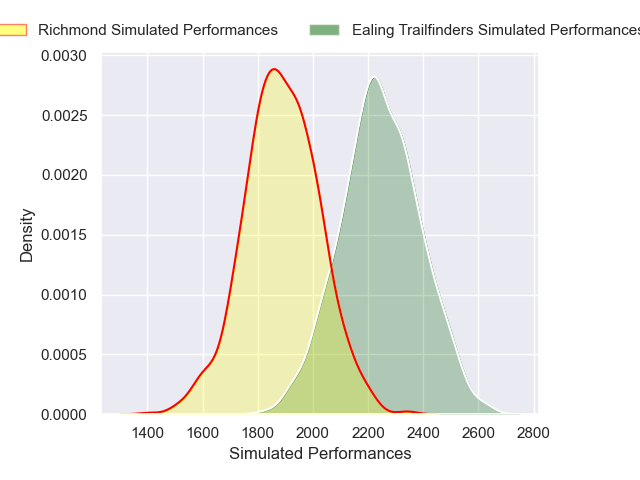 Richmond Simulated Performances Ealing Trailfinders Simulated Performances
0.0030
0.0025
0.0020
0.0015
0.0010
0.0005
0.0000
Density
1400 1600 1800 2000 2200 2400 2600 2800
Simulated Performances